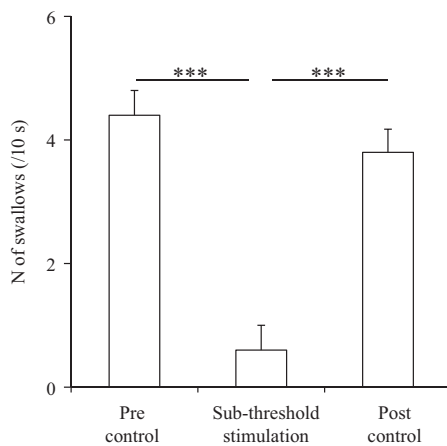 6
*** ***
4
N of swallows (/10 s)
2
0
Pre
control
Sub-threshold
stimulation
Post
control